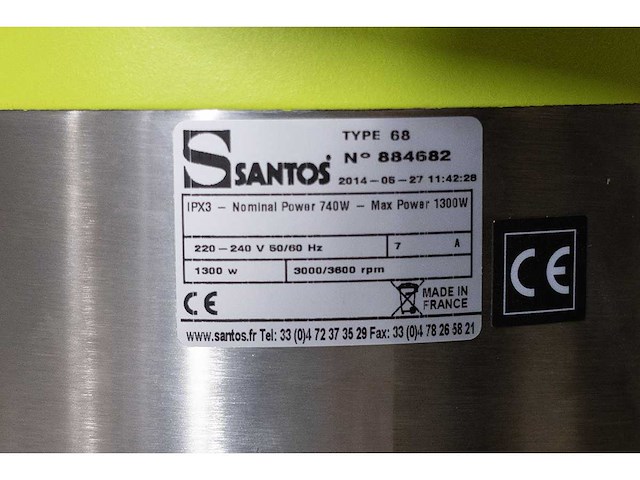 SANTOS
TYPE 68
N° 884682
2014-05-27 11:42:28
IPX3 - Nominal Power 740W - Max Power 1300W
220-240 V 50/60 Hz 7 A
1300 w 3000/3600 rpm
CE
MADE IN
FRANCE
www.santos.fr Tel: 33 (0)4 72 37 35 29 Fax: 33 (0)4 78 26 58 21
CE